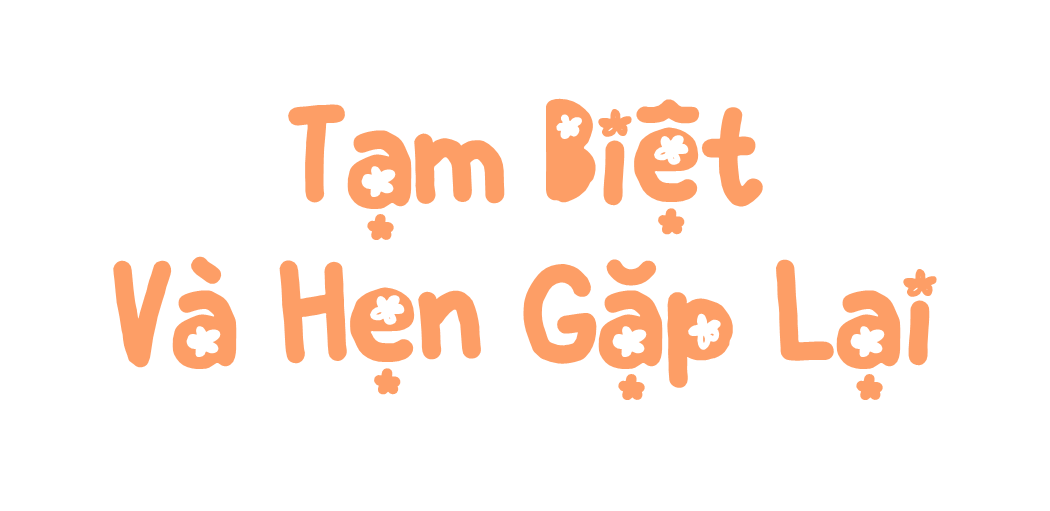 Tạm Biệt
Và Hẹn Gặp Lại